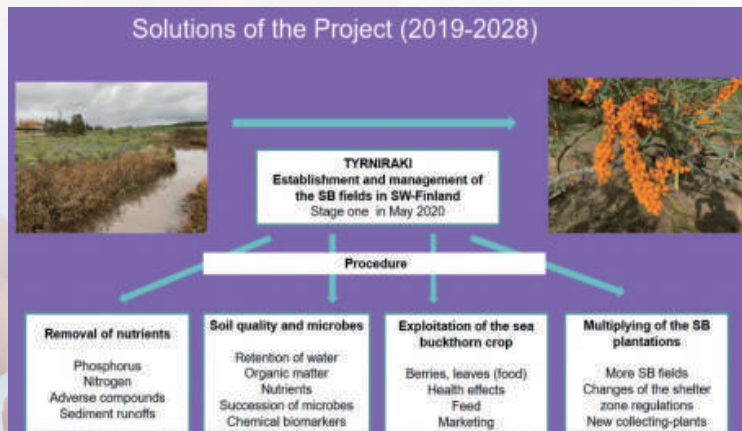 Solutions of the Project (2019-2028)
TYRNIRAKI
Establishment and management of
the SB fields in SW-Finland
Stage one in May 2020
Procedure
Removal of nutrients
Phosphorus
Nitrogen
Adverse compounds
Sediment runoffs
Soil quality and microbes
Retention of water
Organic matter
Nutrients
Succession of microbes
Chemical biomarkers
Exploitation of the sea
buckthorn crop
Berries, leaves (food)
Health effects
Feed
Marketing
Multiplying of the SB
plantations
More SB fields
Changes of the shelter
zone regulations
New collecting-plants